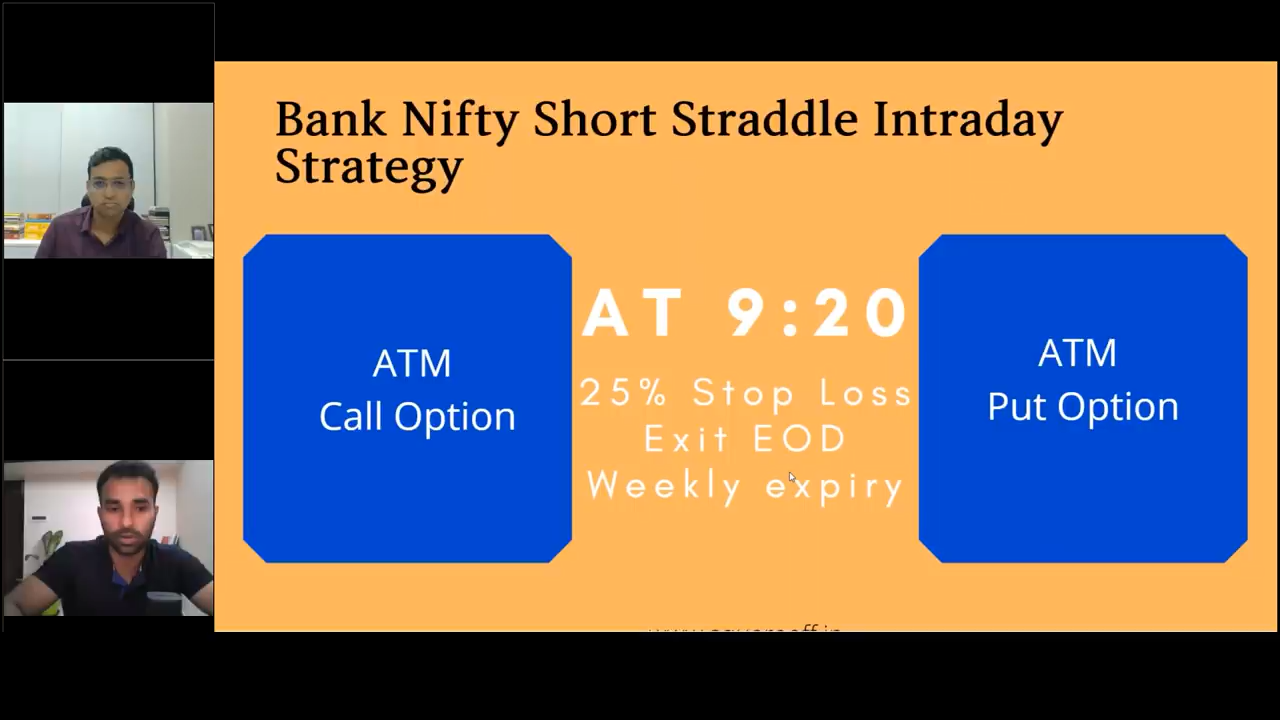 Bank Nifty Short Straddle Intraday
Strategy
ATM
Call Option
AT 9:20
25% Stop Loss
Exit EOD
Weekly expiry
ATM
Put Option